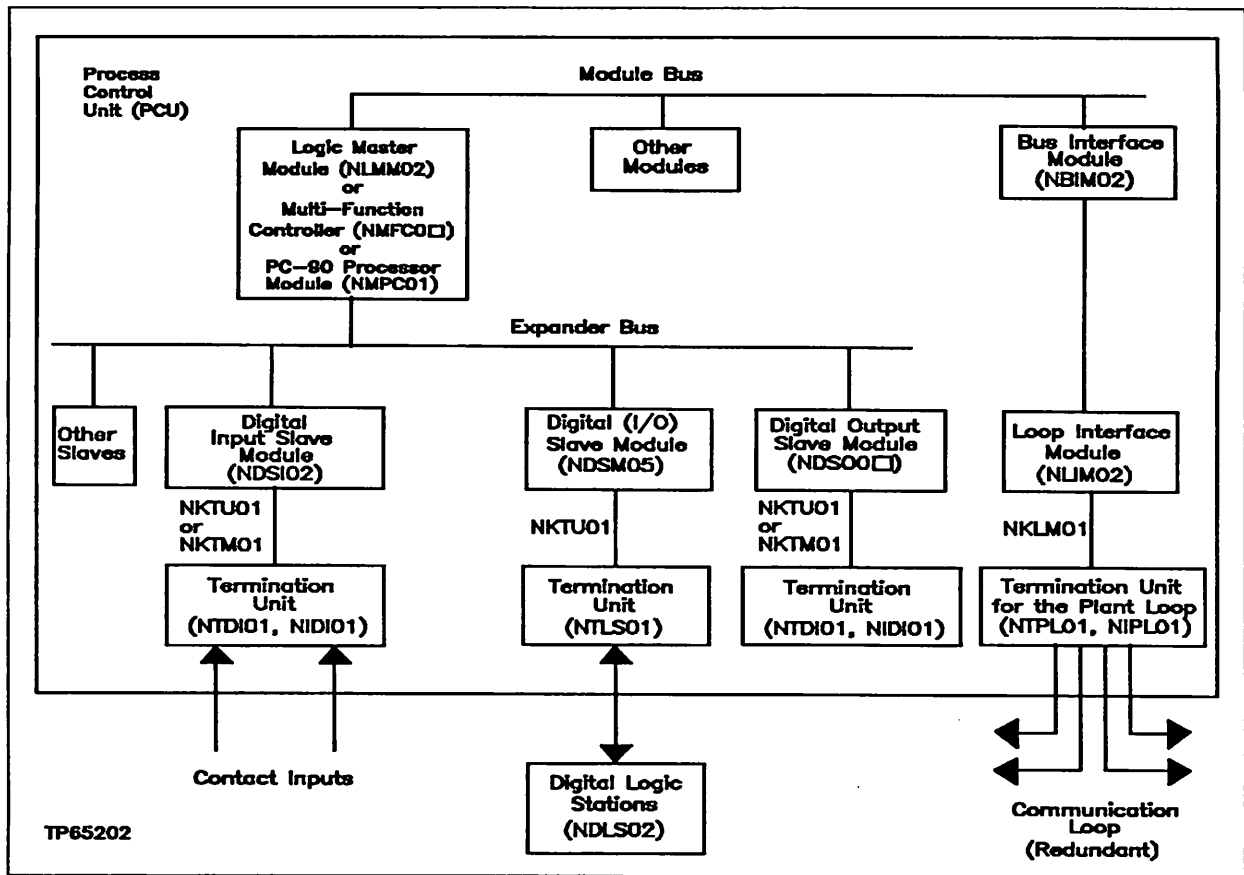 Process
Control
Unit (PCU)
Module Bus
Logic Master
Module (NLMM02)
or
Multi-Function
Controller (NMFC0□)
or
PC-90 Processor
Module (NMPC01)
Other
Modules
Bus Interface
Module
(NBIM02)
Expander Bus
Other
Slaves
Digital
Input Slave
Module
(NDSI02)
Digital (I/O)
Slave Module
(NDSM05)
Digital Output
Slave Module
(NDSO0□)
Loop Interface
Module
(NLIM02)
NKTU01
or
NKTM01
NKTU01
NKTU01
or
NKTM01
NKLM01
Termination
Unit
(NTDI01, NIDI01)
Termination
Unit
(NTLS01)
Termination
Unit
(NTDI01, NIDI01)
Termination Unit
for the Plant Loop
(NTPL01, NIPL01)
Contact Inputs
Digital Logic
Stations
(NDLS02)
Communication
Loop
(Redundant)
TP65202